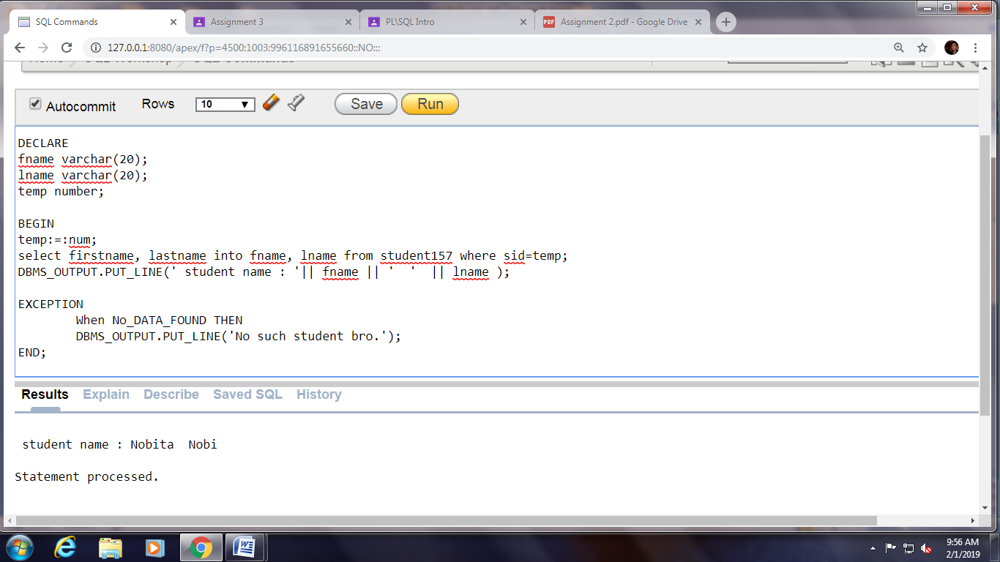 SQL Commands
Assignment 3
PL\SQL Intro
Assignment 2.pdf - Google Drive
127.0.0.1:8080/apex/f?p=4500:1003:996116891655660::NO:::
Autocommit Rows 10 Save Run
DECLARE
fname varchar(20);
lname varchar(20);
temp number;
BEGIN
temp:=:num;
select firstname, lastname into fname, lname from student157 where sid=temp;
DBMS_OUTPUT.PUT_LINE(' student name : '|| fname || '  '  || lname );
EXCEPTION
When No_DATA_FOUND THEN
DBMS_OUTPUT.PUT_LINE('No such student bro.');
END;
Results Explain Describe Saved SQL History
student name : Nobita  Nobi
Statement processed.
9:56 AM
2/1/2019